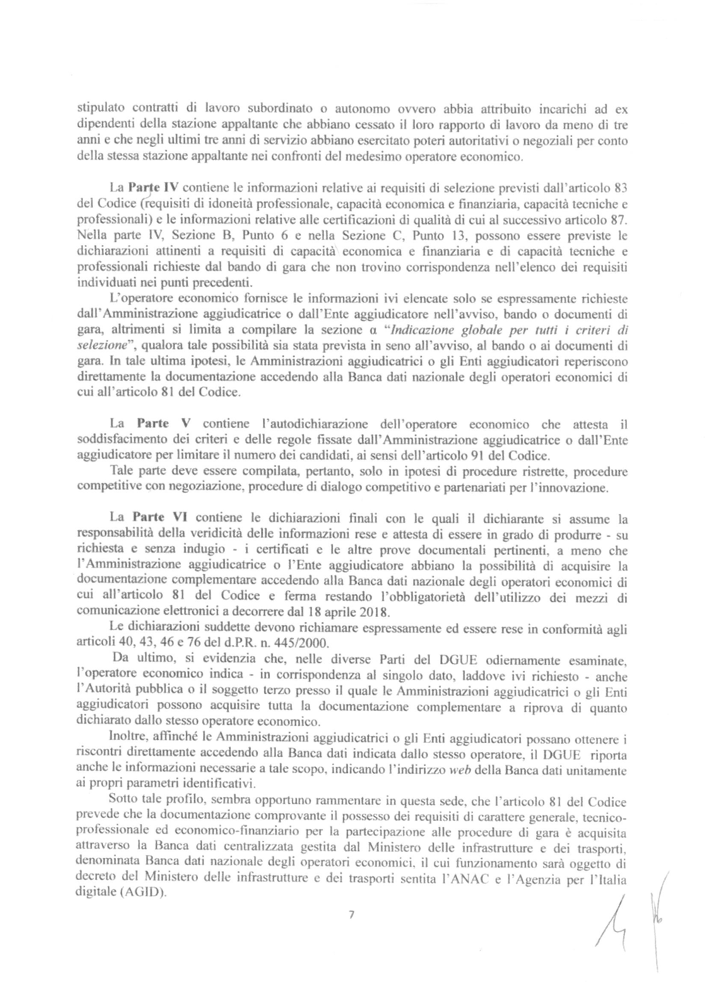 stipulato contratti di lavoro subordinato o autonomo ovvero abbia attribuito incarichi ad ex
dipendenti della stazione appaltante che abbiano cessato il loro rapporto di lavoro da meno di tre
anni e che negli ultimi tre anni di servizio abbiano esercitato poteri autoritativi o negoziali per conto
della stessa stazione appaltante nei confronti del medesimo operatore economico.
La Parte IV contiene le informazioni relative ai requisiti di selezione previsti dall'articolo 83
del Codice (requisiti di idoneità professionale, capacità economica e finanziaria, capacità tecniche e
professionali) e le informazioni relative alle certificazioni di qualità di cui al successivo articolo 87.
Nella parte IV, Sezione B, Punto 6 e nella Sezione C, Punto 13, possono essere previste le
dichiarazioni attinenti a requisiti di capacità economica e finanziaria e di capacità tecniche e
professionali richieste dal bando di gara che non trovino corrispondenza nell'elenco dei requisiti
individuati nei punti precedenti.
L'operatore economico fornisce le informazioni ivi elencate solo se espressamente richieste
dall'Amministrazione aggiudicatrice o dall'Ente aggiudicatore nell'avviso, bando o documenti di
gara, altrimenti si limita a compilare la sezione α "Indicazione globale per tutti i criteri di
selezione", qualora tale possibilità sia stata prevista in seno all'avviso, al bando o ai documenti di
gara. In tale ultima ipotesi, le Amministrazioni aggiudicatrici o gli Enti aggiudicatori reperiscono
direttamente la documentazione accedendo alla Banca dati nazionale degli operatori economici di
cui all'articolo 81 del Codice.
La Parte V contiene l'autodichiarazione dell'operatore economico che attesta il
soddisfacimento dei criteri e delle regole fissate dall'Amministrazione aggiudicatrice o dall'Ente
aggiudicatore per limitare il numero dei candidati, ai sensi dell'articolo 91 del Codice.
Tale parte deve essere compilata, pertanto, solo in ipotesi di procedure ristrette, procedure
competitive con negoziazione, procedure di dialogo competitivo e partenariati per l'innovazione.
La Parte VI contiene le dichiarazioni finali con le quali il dichiarante si assume la
responsabilità della veridicità delle informazioni rese e attesta di essere in grado di produrre - su
richiesta e senza indugio - i certificati e le altre prove documentali pertinenti, a meno che
l'Amministrazione aggiudicatrice o l'Ente aggiudicatore abbiano la possibilità di acquisire la
documentazione complementare accedendo alla Banca dati nazionale degli operatori economici di
cui all'articolo 81 del Codice e ferma restando l'obbligatorietà dell'utilizzo dei mezzi di
comunicazione elettronici a decorrere dal 18 aprile 2018.
Le dichiarazioni suddette devono richiamare espressamente ed essere rese in conformità agli
articoli 40, 43, 46 e 76 del d.P.R. n. 445/2000.
Da ultimo, si evidenzia che, nelle diverse Parti del DGUE odiernamente esaminate,
l'operatore economico indica - in corrispondenza al singolo dato, laddove ivi richiesto - anche
l'Autorità pubblica o il soggetto terzo presso il quale le Amministrazioni aggiudicatrici o gli Enti
aggiudicatori possono acquisire tutta la documentazione complementare a riprova di quanto
dichiarato dallo stesso operatore economico.
Inoltre, affinché le Amministrazioni aggiudicatrici o gli Enti aggiudicatori possano ottenere i
riscontri direttamente accedendo alla Banca dati indicata dallo stesso operatore, il DGUE riporta
anche le informazioni necessarie a tale scopo, indicando l'indirizzo web della Banca dati unitamente
ai propri parametri identificativi.
Sotto tale profilo, sembra opportuno rammentare in questa sede, che l'articolo 81 del Codice
prevede che la documentazione comprovante il possesso dei requisiti di carattere generale, tecnico-
professionale ed economico-finanziario per la partecipazione alle procedure di gara è acquisita
attraverso la Banca dati centralizzata gestita dal Ministero delle infrastrutture e dei trasporti,
denominata Banca dati nazionale degli operatori economici, il cui funzionamento sarà oggetto di
decreto del Ministero delle infrastrutture e dei trasporti sentita l'ANAC e l'Agenzia per l'Italia
digitale (AGID).
7